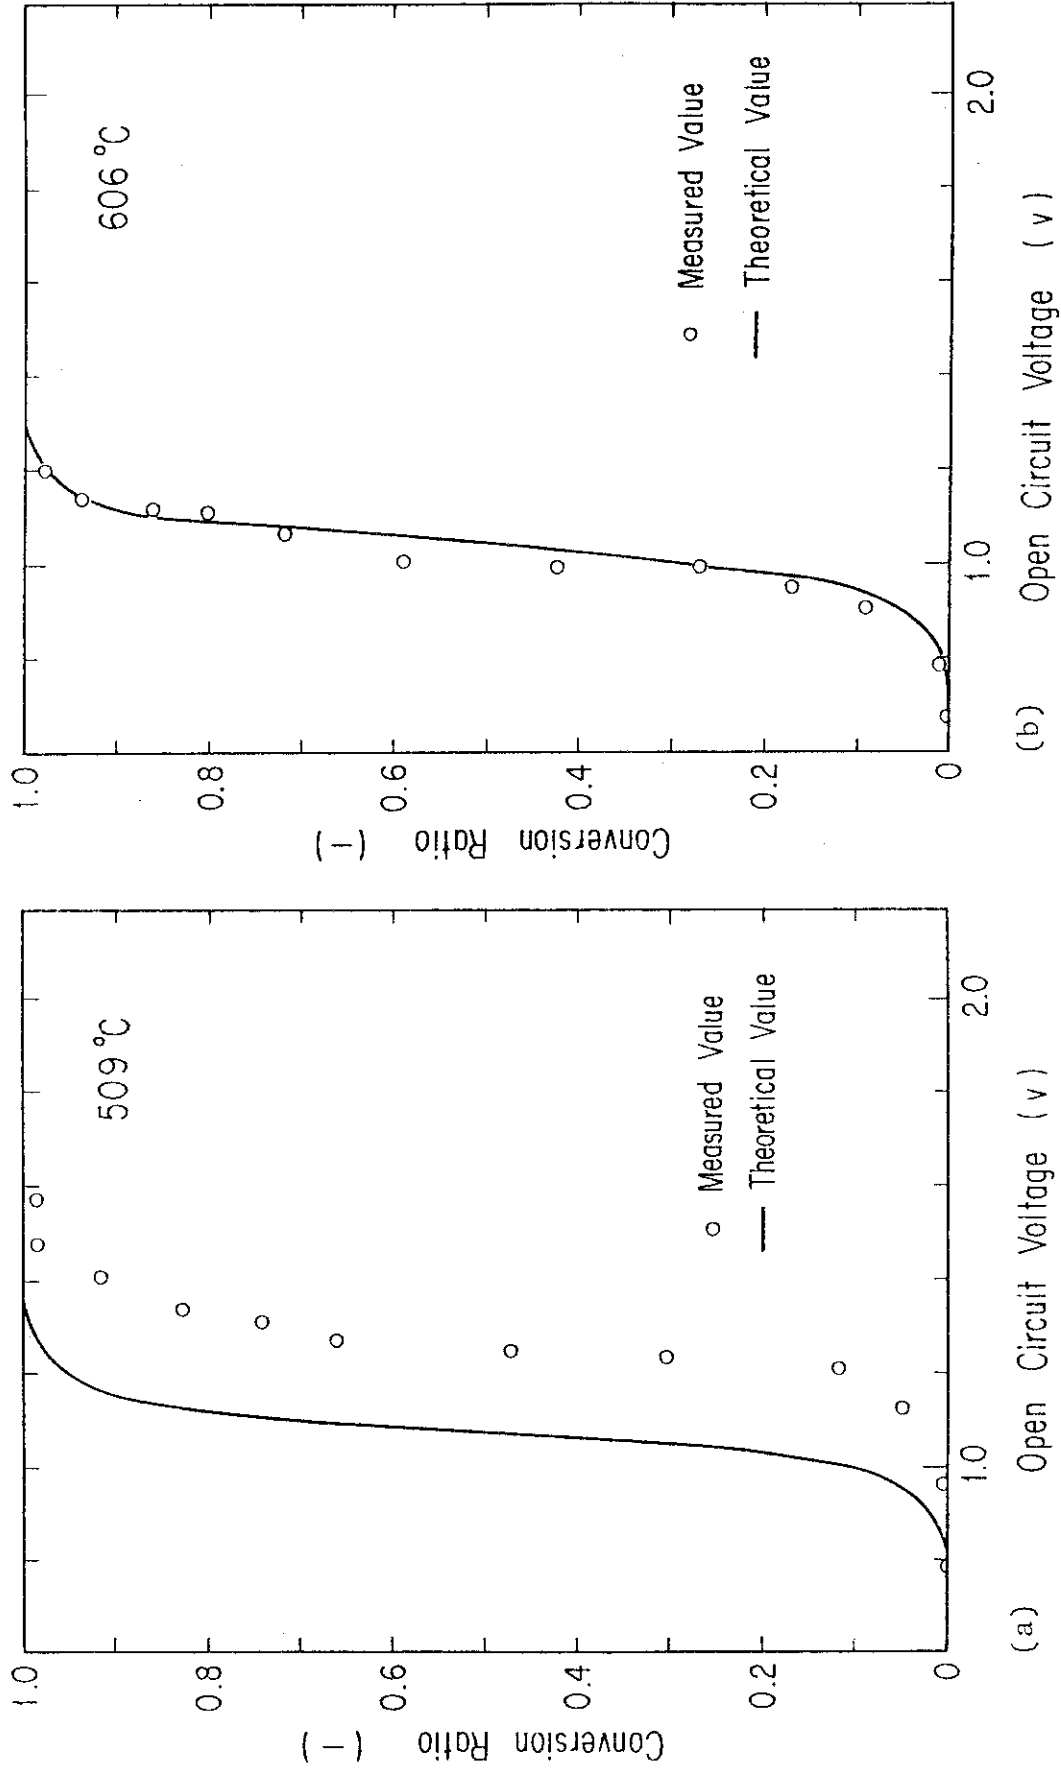 1.0
0.8
0.6
0.4
0.2
0
Conversion Ratio (—)
509°C
Measured Value
Theoretical Value
1.0
2.0
(a) Open Circuit Voltage (v)
1.0
0.8
0.6
0.4
0.2
0
Conversion Ratio (—)
606°C
Measured Value
Theoretical Value
1.0
2.0
(b) Open Circuit Voltage (v)